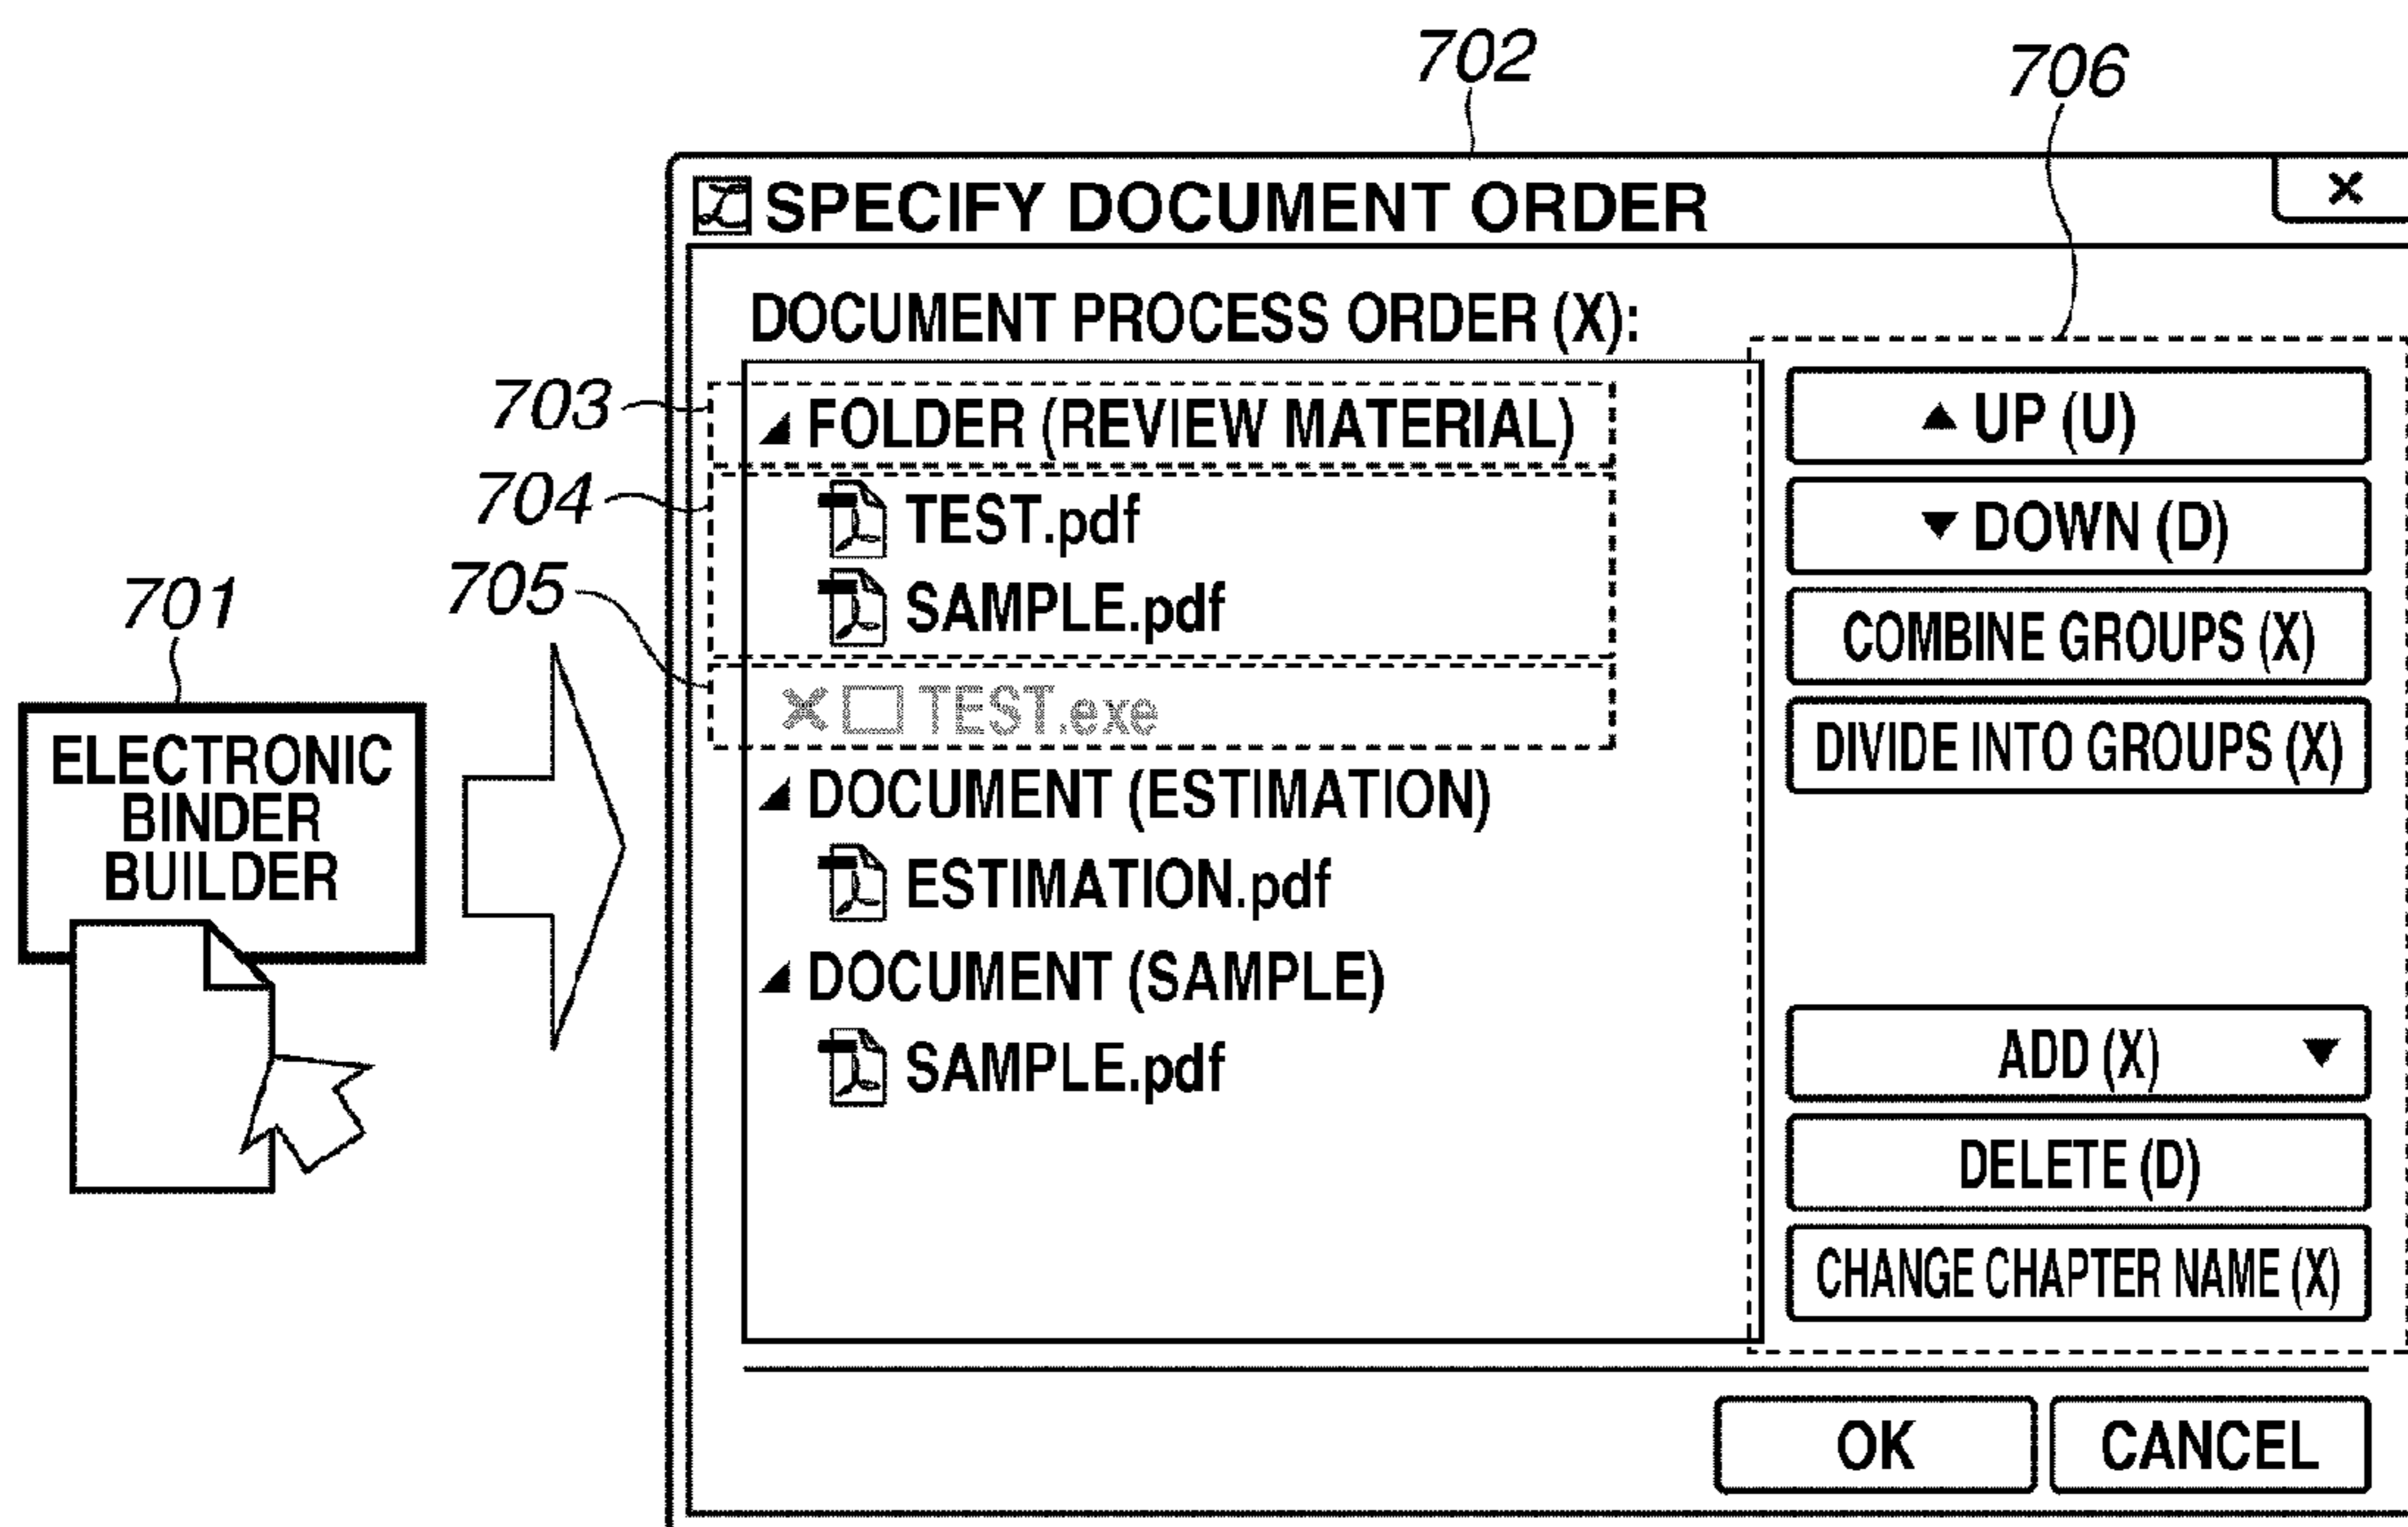 702
706
SPECIFY DOCUMENT ORDER
DOCUMENT PROCESS ORDER (X):
703
FOLDER (REVIEW MATERIAL)
704
TEST.pdf
SAMPLE.pdf
705
TEST.exe
DOCUMENT (ESTIMATION)
ESTIMATION.pdf
DOCUMENT (SAMPLE)
SAMPLE.pdf
▲ UP (U)
▼ DOWN (D)
COMBINE GROUPS (X)
DIVIDE INTO GROUPS (X)
ADD (X) ▼
DELETE (D)
CHANGE CHAPTER NAME (X)
OK
CANCEL
701
ELECTRONIC
BINDER
BUILDER